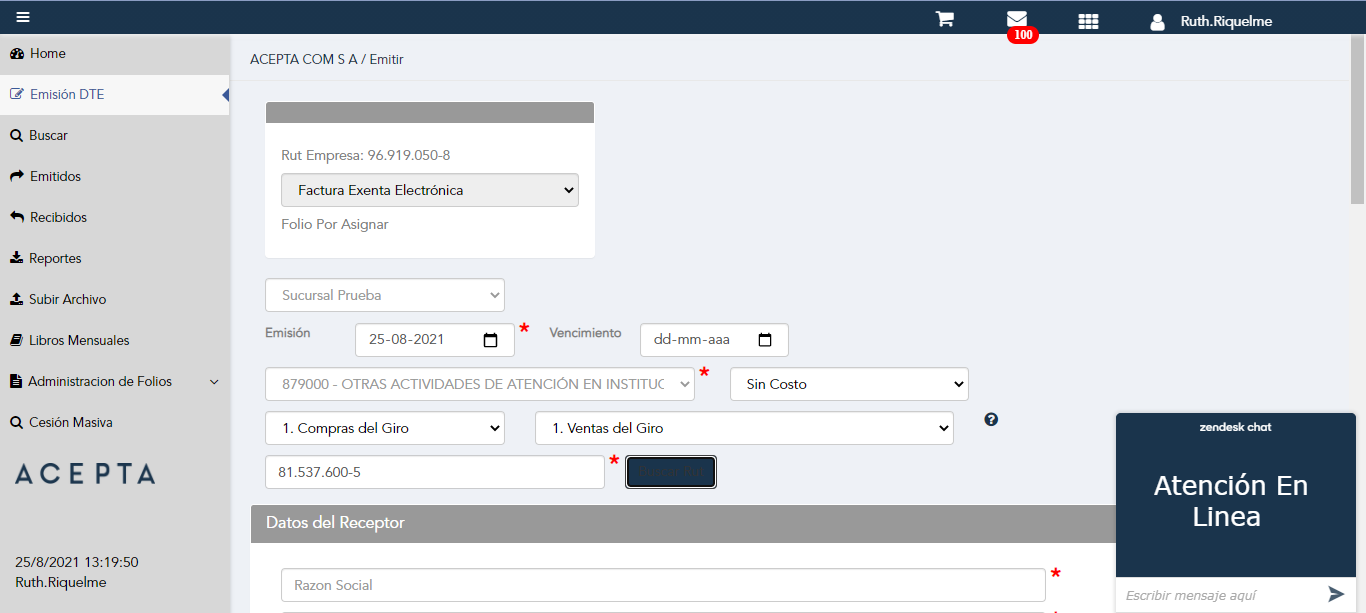 Ruth.Riquelme
100
Home
ACEPTA COM S A / Emitir
Emisión DTE
Buscar
Emitidos
Recibidos
Reportes
Subir Archivo
Libros Mensuales
Administracion de Folios
Cesión Masiva
ACEPTA
25/8/2021 13:19:50
Ruth.Riquelme
Rut Empresa: 96.919.050-8
Factura Exenta Electrónica
Folio Por Asignar
Sucursal Prueba
Emisión
25-08-2021
*
Vencimiento
dd-mm-aaa
879000 - OTRAS ACTIVIDADES DE ATENCIÓN EN INSTITUC
*
Sin Costo
1. Compras del Giro
1. Ventas del Giro
?
81.537.600-5
*
Datos del Receptor
Razon Social
*
zendesk chat
Atención En
Linea
Escribir mensaje aquí